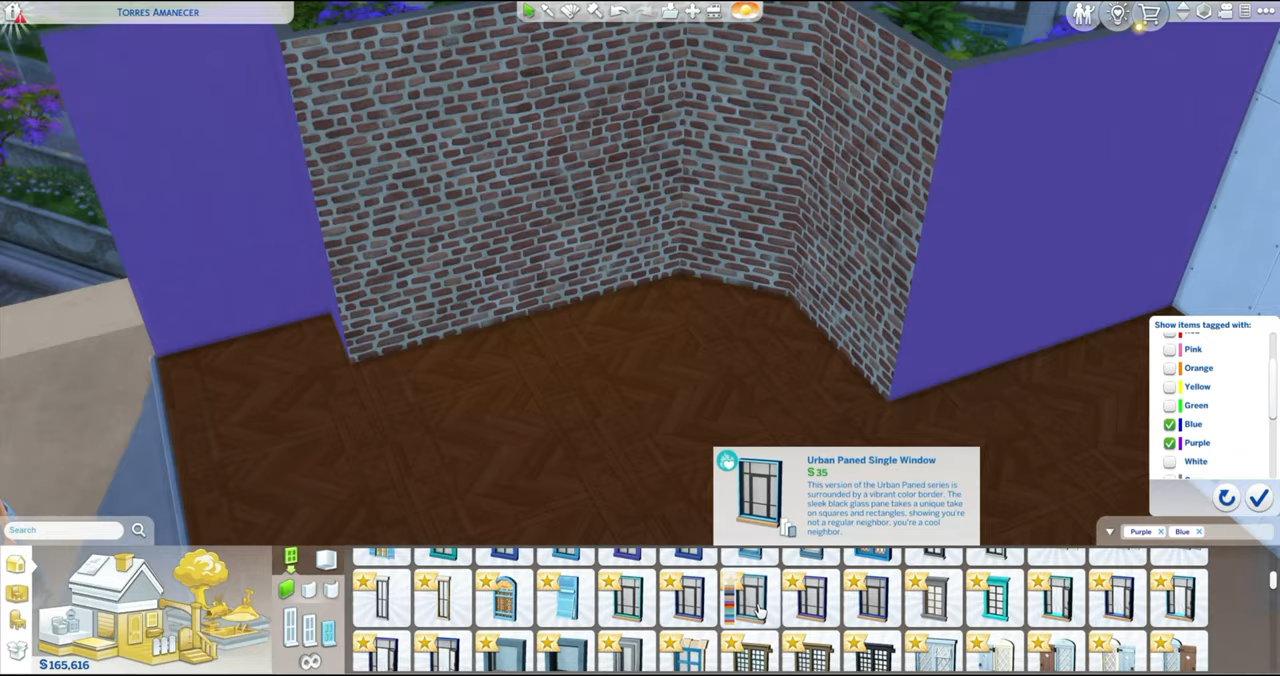 TORRES AMANECER
Show items tagged with:
Pink
Orange
Yellow
Green
Blue
Purple
White
Urban Paned Single Window
§35
This version of the Urban Paned series is
surrounded by a vibrant color border. The
sleek black glass pane takes a unique take
on squares and rectangles, showing you're
not a regular neighbor, you're a cool
neighbor.
Search
Purple X Blue X
§165,616